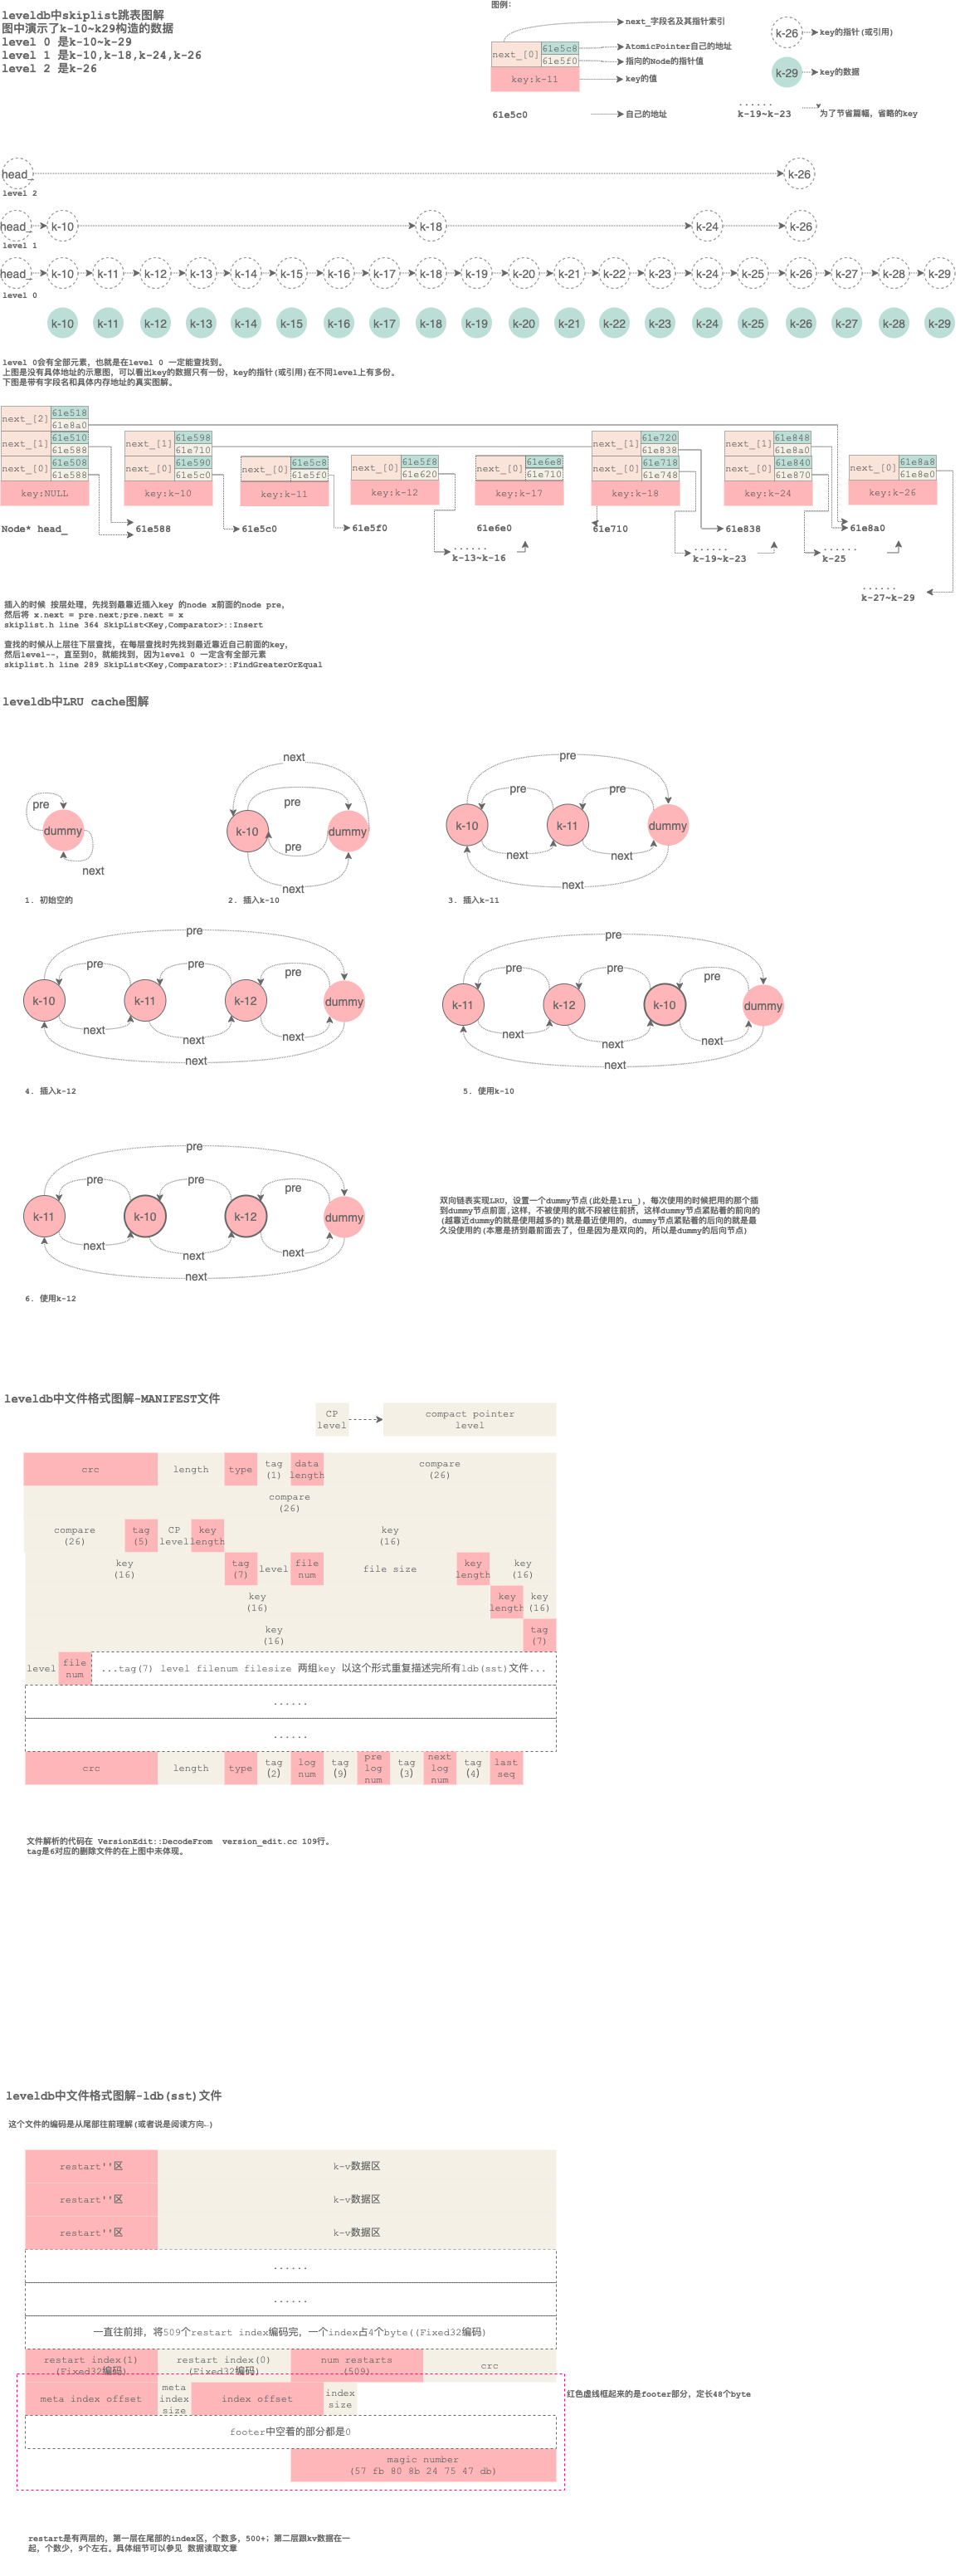 leveldb中skiplist跳表图解
图中演示了k-10~k29构造的数据
level 0 是k-10~k-29
level 1 是k-10,k-18,k-24,k-26
level 2 是k-26
图例:
next_[0]
61e5c8
61e5f0
key:k-11
next_字段名及其指针索引
AtomicPointer自己的地址
指向的Node的指针值
key的值
61e5c0
自己的地址
k-26
key的指针(或引用)
k-29
key的数据
......
k-19~k-23
为了节省篇幅，省略的key
head_
k-26
level 2
head_
k-10
k-18
k-24
k-26
level 1
head_
k-10
k-11
k-12
k-13
k-14
k-15
k-16
k-17
k-18
k-19
k-20
k-21
k-22
k-23
k-24
k-25
k-26
k-27
k-28
k-29
level 0
k-10
k-11
k-12
k-13
k-14
k-15
k-16
k-17
k-18
k-19
k-20
k-21
k-22
k-23
k-24
k-25
k-26
k-27
k-28
k-29
level 0会有全部元素，也就是在level 0 一定能查找到。
上图是没有具体地址的示意图，可以看出key的数据只有一份，key的指针(或引用)在不同level上有多份。
下图是带有字段名和具体内存地址的真实图解。
next_[2]
61e518
61e8a0
next_[1]
61e510
61e588
next_[0]
61e508
61e588
key:NULL
Node* head_
next_[1]
61e598
61e710
next_[0]
61e590
61e5c0
key:k-10
61e588
next_[0]
61e5c8
61e5f0
key:k-11
61e5c0
next_[0]
61e5f8
61e620
key:k-12
61e5f0
......
k-13~k-16
next_[0]
61e6e8
61e710
key:k-17
61e6e0
next_[1]
61e720
61e838
next_[0]
61e718
61e748
key:k-18
61e710
......
k-19~k-23
next_[1]
61e848
61e8a0
next_[0]
61e840
61e870
key:k-24
61e838
......
k-25
next_[0]
61e8a8
61e8e0
key:k-26
61e8a0
......
k-27~k-29
插入的时候 按层处理，先找到最靠近插入key 的node x前面的node pre，
然后将 x.next = pre.next;pre.next = x
skiplist.h line 364 SkipList<Key,Comparator>::Insert
查找的时候从上层往下层查找，在每层查找时先找到最近靠近自己前面的key，
然后level--，直至到0，就能找到，因为level 0 一定含有全部元素
skiplist.h line 289 SkipList<Key,Comparator>::FindGreaterOrEqual
leveldb中LRU cache图解
pre
dummy
next
1. 初始空的
next
pre
k-10
dummy
pre
next
2. 插入k-10
pre
pre
pre
k-10
k-11
dummy
next
next
next
3. 插入k-11
pre
pre
pre
pre
k-10
k-11
k-12
dummy
next
next
next
next
4. 插入k-12
pre
pre
pre
pre
k-11
k-12
k-10
dummy
next
next
next
next
5. 使用k-10
pre
pre
pre
pre
k-11
k-10
k-12
dummy
next
next
next
next
6. 使用k-12
双向链表实现LRU，设置一个dummy节点(此处是lru_)，每次使用的时候把用的那个插
到dummy节点前面,这样，不被使用的就不段被往前挤，这样dummy节点紧贴着的前向的
(越靠近dummy的就是使用越多的)就是最近使用的，dummy节点紧贴着的后向的就是最
久没使用的(本意是挤到最前面去了，但是因为是双向的，所以是dummy的后向节点)
leveldb中文件格式图解-MANIFEST文件
CP
level
compact pointer
level
crc
length
type
tag
(1)
data
length
compare
(26)
compare
(26)
compare
(26)
tag
(5)
CP
level
key
length
key
(16)
key
(16)
tag
(7)
level
file
num
file size
key
length
key
(16)
key
(16)
key
length
key
(16)
key
(16)
tag
(7)
level
file
num
...tag(7) level filenum filesize 两组key 以这个形式重复描述完所有ldb(sst)文件...
......
......
crc
length
type
tag
(2)
log
num
tag
(9)
pre
log
num
tag
(3)
next
log
num
tag
(4)
last
seq
文件解析的代码在 VersionEdit::DecodeFrom  version_edit.cc 109行。
tag是6对应的删除文件的在上图中未体现。
leveldb中文件格式图解-ldb(sst)文件
这个文件的编码是从尾部往前理解(或者说是阅读方向←)
restart''区
k-v数据区
restart''区
k-v数据区
restart''区
k-v数据区
......
......
一直往前排，将509个restart index编码完，一个index占4个byte((Fixed32编码)
restart index(1)
(Fixed32编码)
restart index(0)
(Fixed32编码)
num restarts
(509)
crc
meta index offset
meta
index
size
index offset
index
size
红色虚线框起来的是footer部分，定长48个byte
footer中空着的部分都是0
magic number
(57 fb 80 8b 24 75 47 db)
restart是有两层的，第一层在尾部的index区，个数多，500+；第二层跟kv数据在一
起，个数少，9个左右。具体细节可以参见 数据读取文章